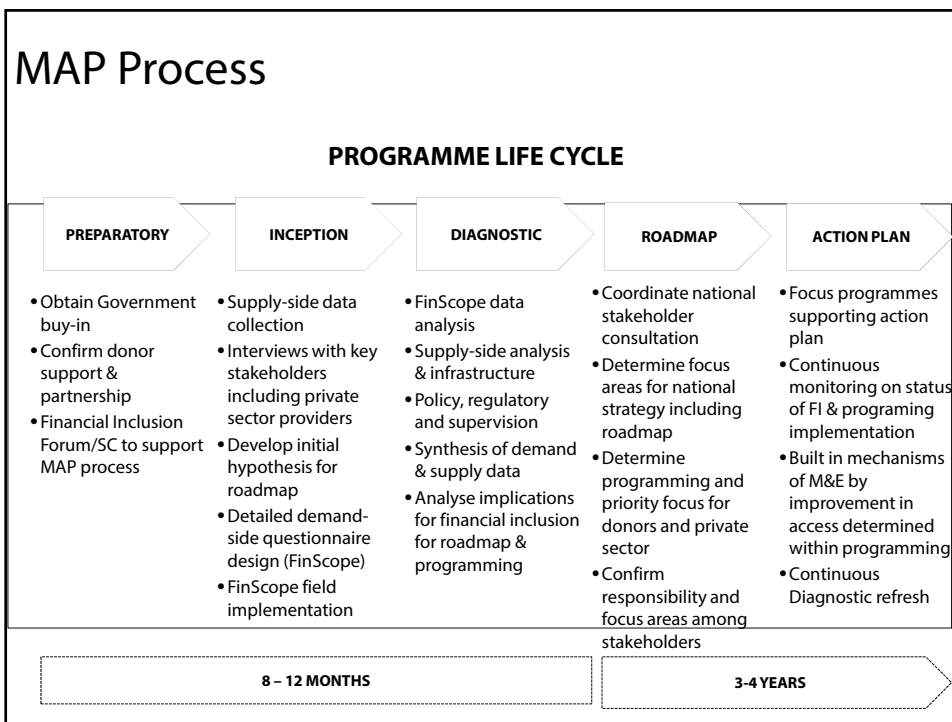 MAP Process
PROGRAMME LIFE CYCLE
PREPARATORY
• Obtain Government
buy-in
• Confirm donor
support &
partnership
• Financial Inclusion
Forum/SC to support
MAP process
INCEPTION
• Supply-side data
collection
• Interviews with key
stakeholders
including private
sector providers
• Develop initial
hypothesis for
roadmap
• Detailed demand-
side questionnaire
design (FinScope)
• FinScope field
implementation
DIAGNOSTIC
• FinScope data
analysis
• Supply-side analysis
& infrastructure
• Policy, regulatory
and supervision
• Synthesis of demand
& supply data
• Analyse implications
for financial inclusion
for roadmap &
programming
ROADMAP
• Coordinate national
stakeholder
consultation
• Determine focus
areas for national
strategy including
roadmap
• Determine
programming and
priority focus for
donors and private
sector
• Confirm
responsibility and
focus areas among
stakeholders
ACTION PLAN
• Focus programmes
supporting action
plan
• Continuous
monitoring on status
of FI & programing
implementation
• Built in mechanisms
of M&E by
improvement in
access determined
within programming
• Continuous
Diagnostic refresh
8 – 12 MONTHS
3-4 YEARS